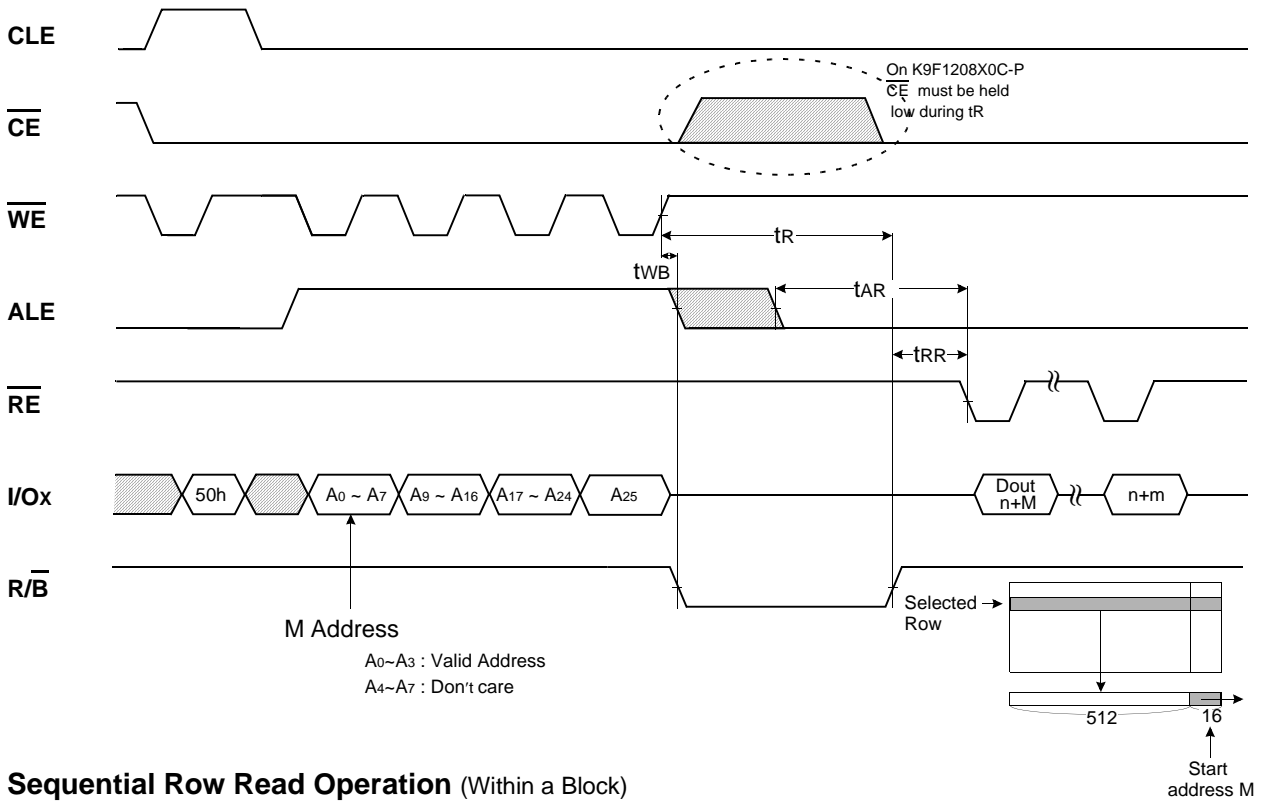 CLE
On K9F1208X0C-P
CE must be held
low during tR
CE
WE
tR
tWB
tAR
ALE
tRR
RE
I/Ox
50h
A0 ~ A7
A9 ~ A16
A17 ~ A24
A25
Dout
n+M
n+m
R/B
Selected
Row
M Address
A0~A3 : Valid Address
A4~A7 : Don't care
512
16
Start
address M
Sequential Row Read Operation (Within a Block)